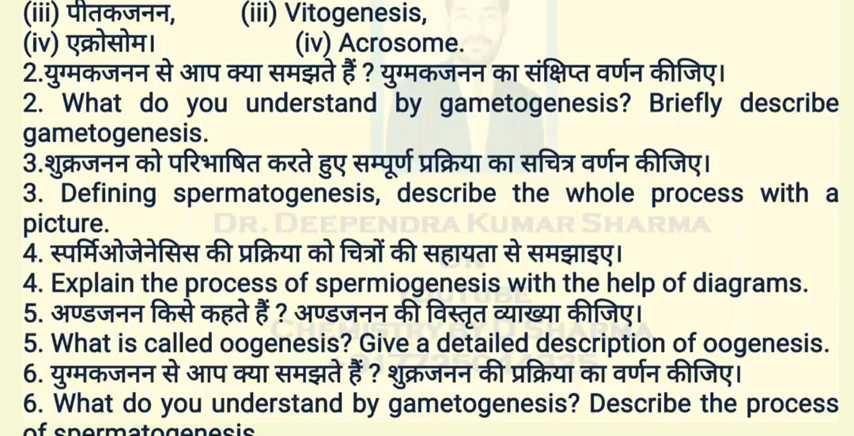 (iii) पीतकजनन, (iii) Vitogenesis,
(iv) एक्रोसोम। (iv) Acrosome.
2.युग्मकजनन से आप क्या समझते हैं ? युग्मकजनन का संक्षिप्त वर्णन कीजिए।
2. What do you understand by gametogenesis? Briefly describe
gametogenesis.
3.शुक्रजनन को परिभाषित करते हुए सम्पूर्ण प्रक्रिया का सचित्र वर्णन कीजिए।
3. Defining spermatogenesis, describe the whole process with a
picture.
DR. DEEPENDRA KUMAR SHARMA
4. स्पर्मिओजेनेसिस की प्रक्रिया को चित्रों की सहायता से समझाइए।
4. Explain the process of spermiogenesis with the help of diagrams.
YOUTUBE
5. अण्डजनन किसे कहते हैं ? अण्डजनन की विस्तृत व्याख्या कीजिए।
CHEMISTRY BY D SHARMA
5. What is called oogenesis? Give a detailed description of oogenesis.
6. युग्मकजनन से आप क्या समझते हैं ? शुक्रजनन की प्रक्रिया का वर्णन कीजिए।
6. What do you understand by gametogenesis? Describe the process
of spermatogenesis